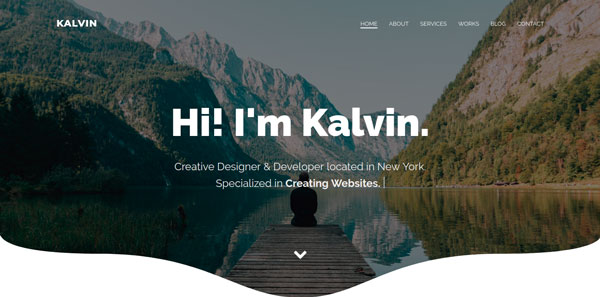 KALVIN
HOME ABOUT SERVICES WORKS BLOG CONTACT
Hi! I'm Kalvin.
Creative Designer & Developer located in New York.
Specialized in Creating Websites. |